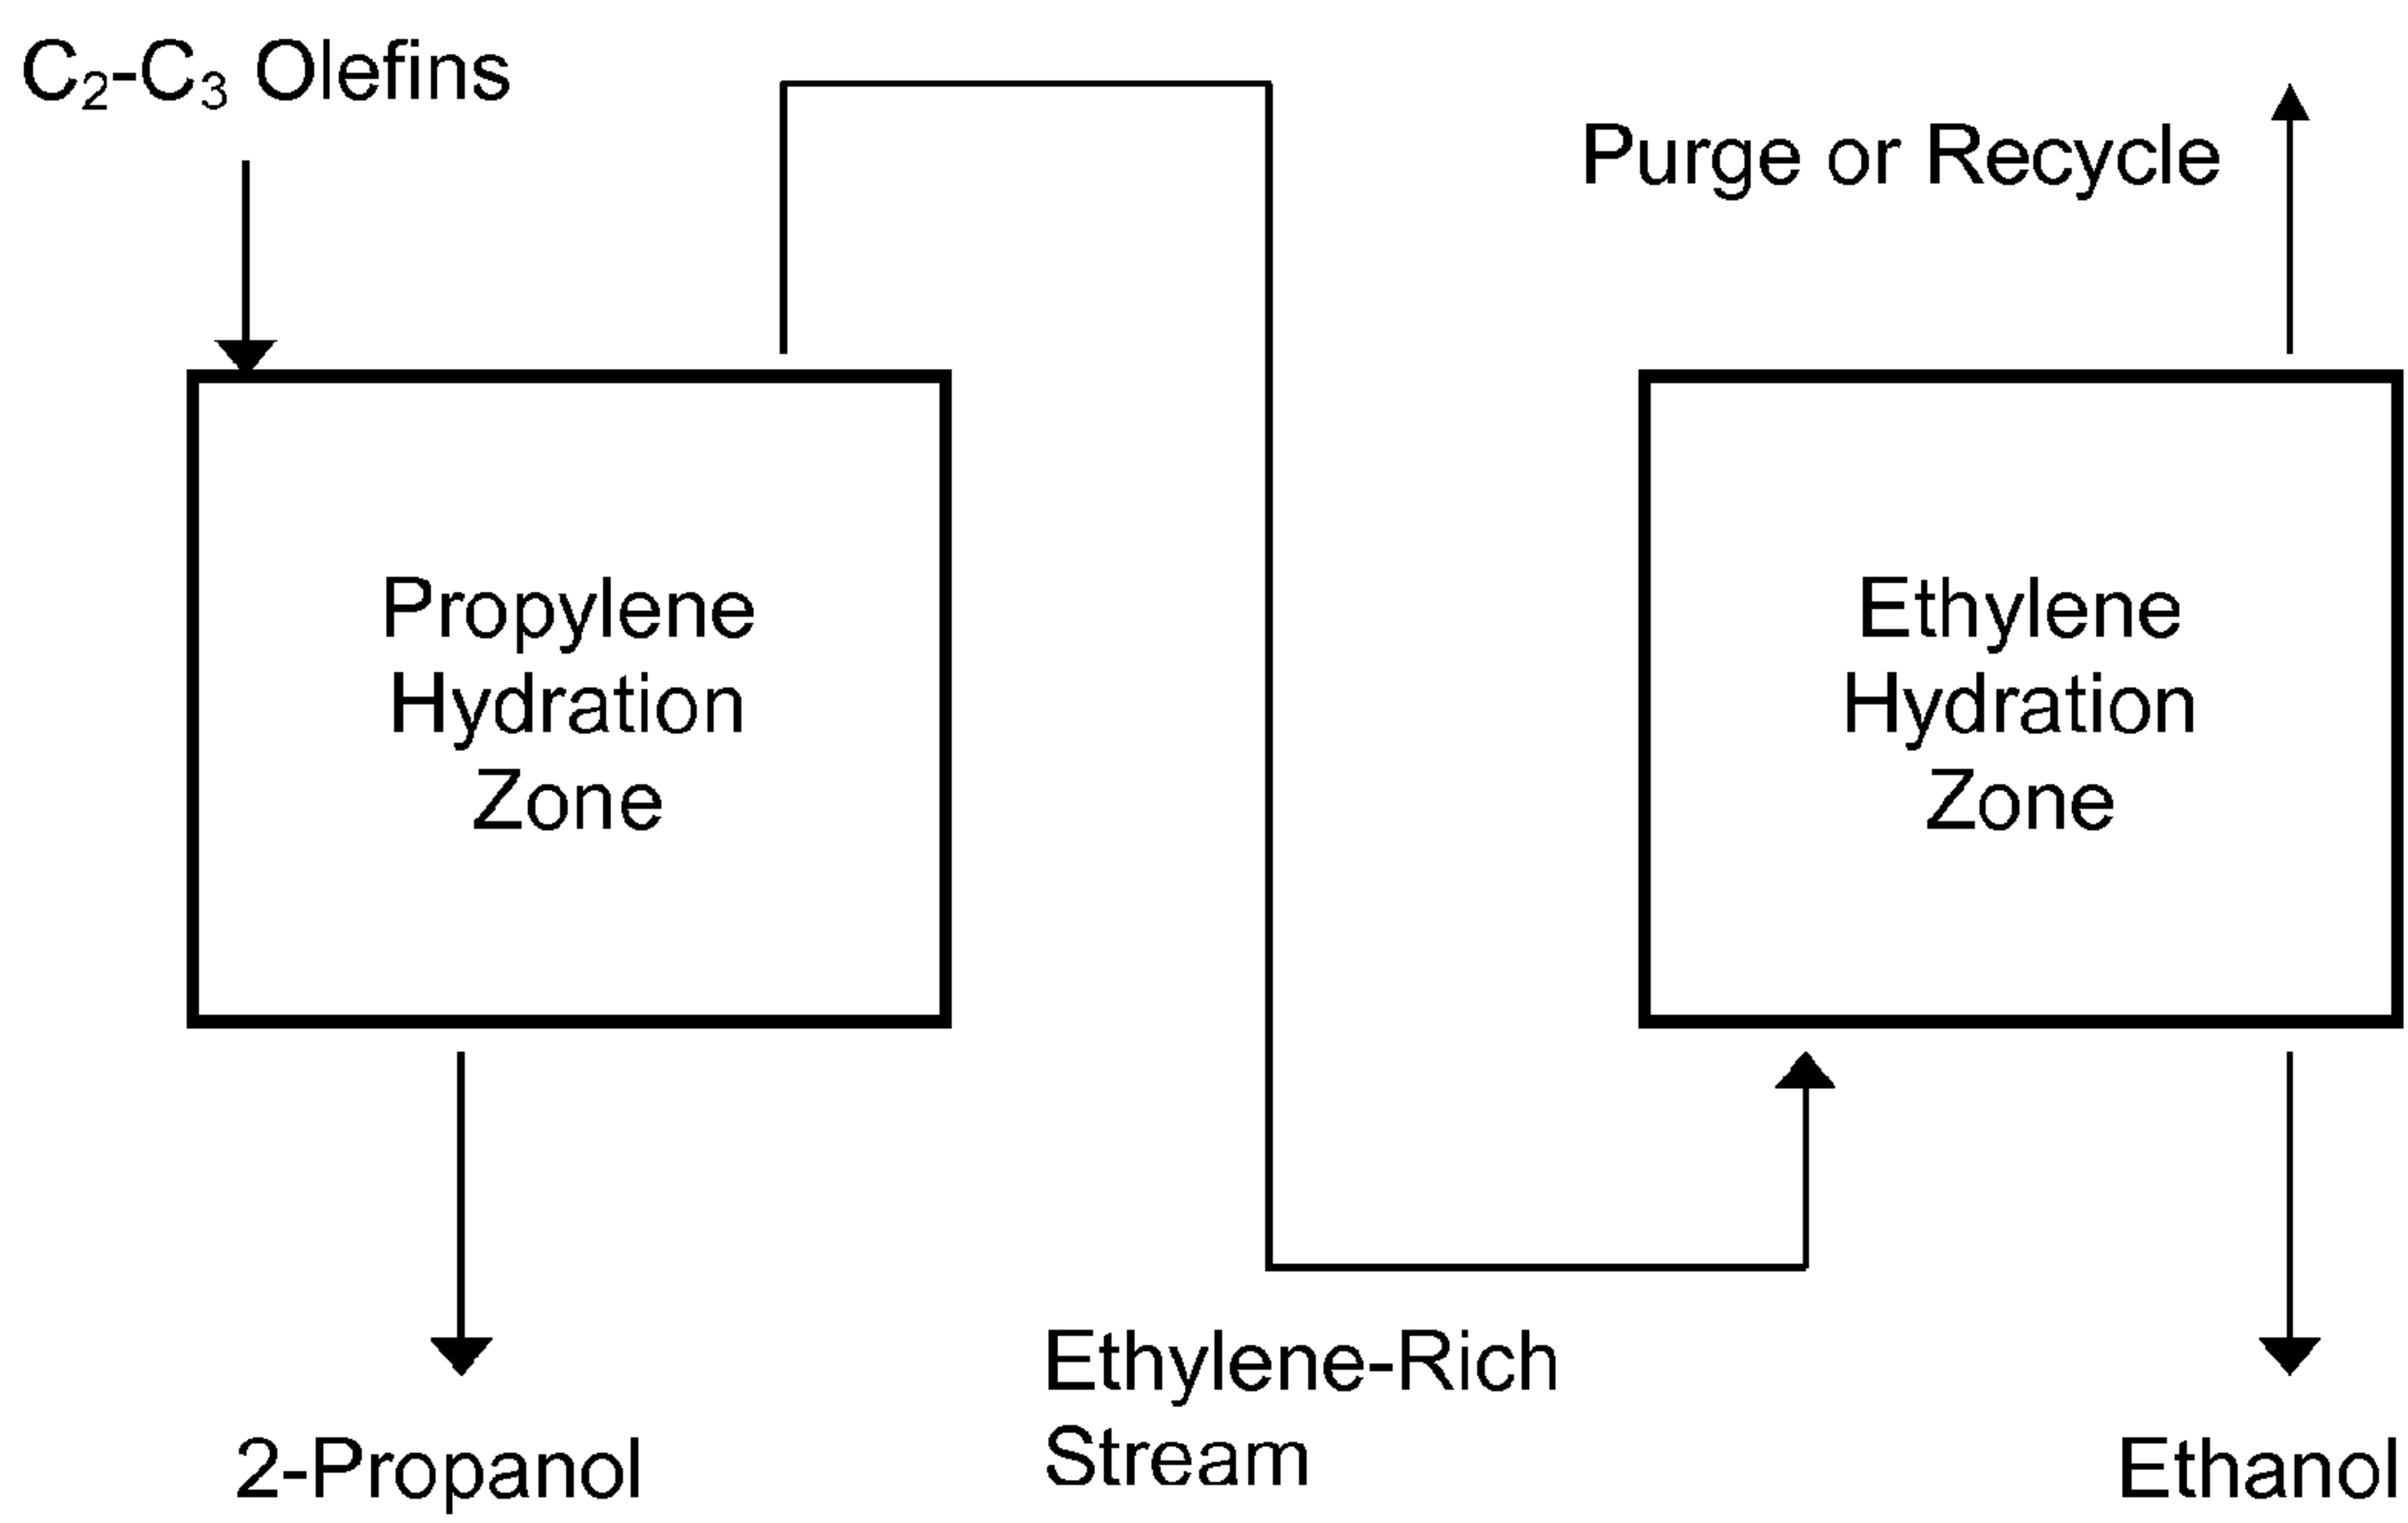 C₂-C₃ Olefins
Purge or Recycle
Propylene
Hydration
Zone
Ethylene
Hydration
Zone
Ethylene-Rich
Stream
2-Propanol
Ethanol